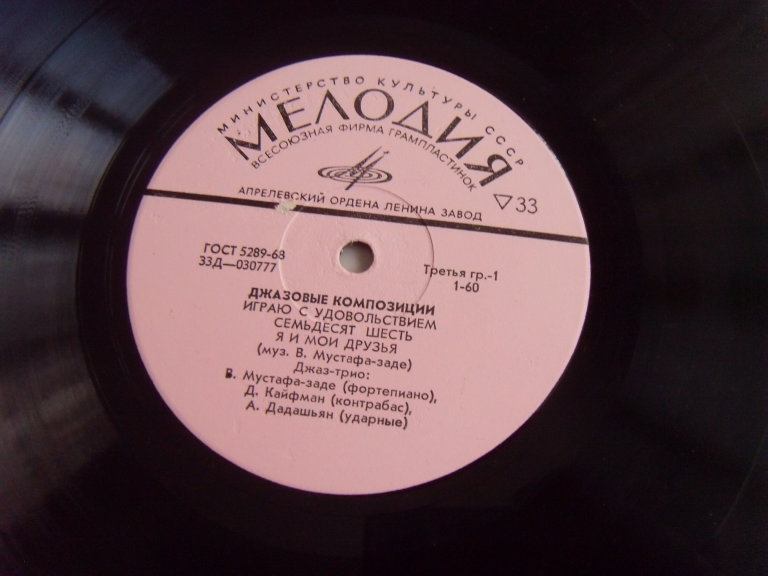 МИНИСТЕРСТВО КУЛЬТУРЫ СССР
МЕЛОДИЯ
ВСЕСОЮЗНАЯ ФИРМА ГРАМПЛАСТИНОК
АПРЕЛЕВСКИЙ ОРДЕНА ЛЕНИНА ЗАВОД
33
ГОСТ 5289-68
33Д—030777
Третья гр.-1
1-60
ДЖАЗОВЫЕ КОМПОЗИЦИИ
ИГРАЮ С УДОВОЛЬСТВИЕМ
СЕМЬДЕСЯТ ШЕСТЬ
Я И МОИ ДРУЗЬЯ
(муз. В. Мустафа-заде)
Джаз-трио:
В. Мустафа-заде (фортепиано),
Д. Кайфман (контрабас),
А. Дадашьян (ударные)